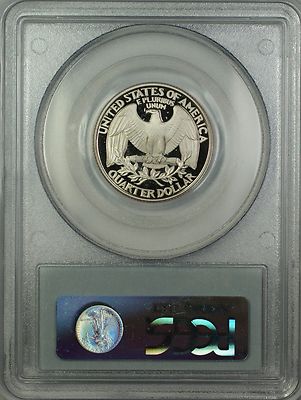 UNITED STATES OF AMERICA
E PLURIBUS
UNUM
QUARTER DOLLAR